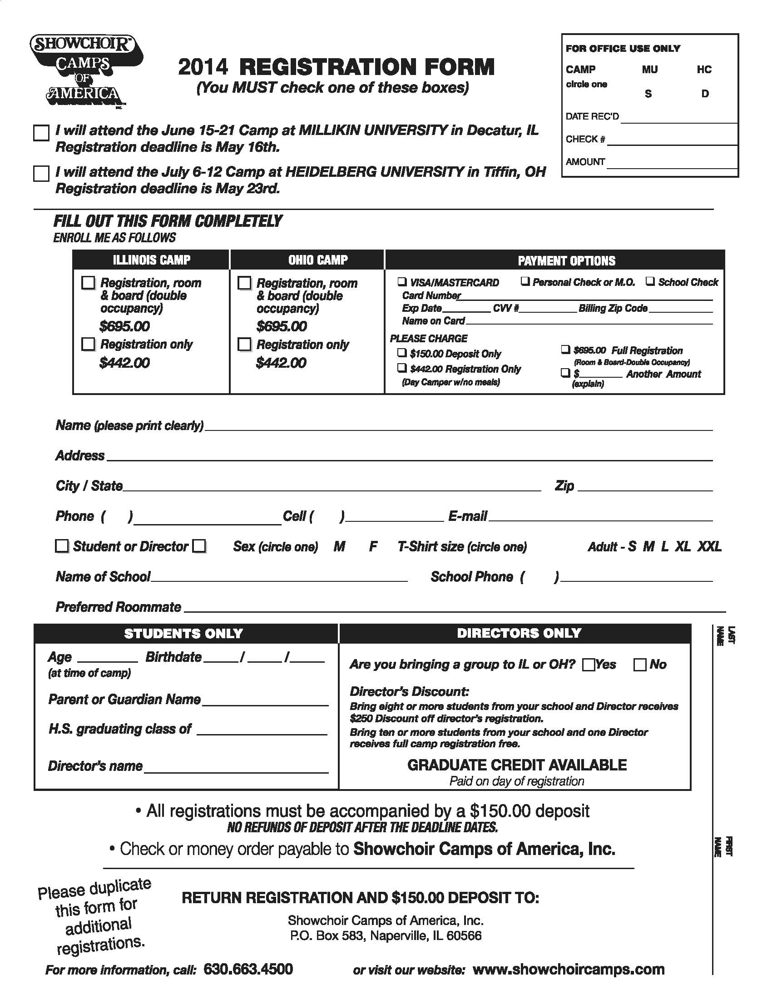 SHOWCHOIR™
CAMPS
OF
AMERICA™
INC.
2014 REGISTRATION FORM
(You MUST check one of these boxes)
FOR OFFICE USE ONLY
CAMP MU HC
circle one
S D
DATE REC'D
CHECK #
AMOUNT
I will attend the June 15-21 Camp at MILLIKIN UNIVERSITY in Decatur, IL
Registration deadline is May 16th.
I will attend the July 6-12 Camp at HEIDELBERG UNIVERSITY in Tiffin, OH
Registration deadline is May 23rd.
FILL OUT THIS FORM COMPLETELY
ENROLL ME AS FOLLOWS
ILLINOIS CAMP
Registration, room
& board (double
occupancy)
$695.00
Registration only
$442.00
OHIO CAMP
Registration, room
& board (double
occupancy)
$695.00
Registration only
$442.00
PAYMENT OPTIONS
VISA/MASTERCARD Personal Check or M.O. School Check
Card Number
Exp Date CVV # Billing Zip Code
Name on Card
PLEASE CHARGE
$150.00 Deposit Only
$442.00 Registration Only
(Day Camper w/no meals)
$695.00 Full Registration
(Room & Board-Double Occupancy)
$ Another Amount
(explain)
Name (please print clearly)
Address
City / State Zip
Phone ( ) Cell ( ) E-mail
Student or Director Sex (circle one) M F T-Shirt size (circle one) Adult - S M L XL XXL
Name of School School Phone ( )
Preferred Roommate
STUDENTS ONLY
Age Birthdate / /
(at time of camp)
Parent or Guardian Name
H.S. graduating class of
Director's name
DIRECTORS ONLY
Are you bringing a group to IL or OH? Yes No
Director's Discount:
Bring eight or more students from your school and Director receives
$250 Discount off director's registration.
Bring ten or more students from your school and one Director
receives full camp registration free.
GRADUATE CREDIT AVAILABLE
Paid on day of registration
LAST
NAME
FIRST
NAME
• All registrations must be accompanied by a $150.00 deposit
NO REFUNDS OF DEPOSIT AFTER THE DEADLINE DATES.
• Check or money order payable to Showchoir Camps of America, Inc.
Please duplicate
this form for
additional
registrations.
RETURN REGISTRATION AND $150.00 DEPOSIT TO:
Showchoir Camps of America, Inc.
P.O. Box 583, Naperville, IL 60566
For more information, call: 630.663.4500 or visit our website: www.showchoircamps.com